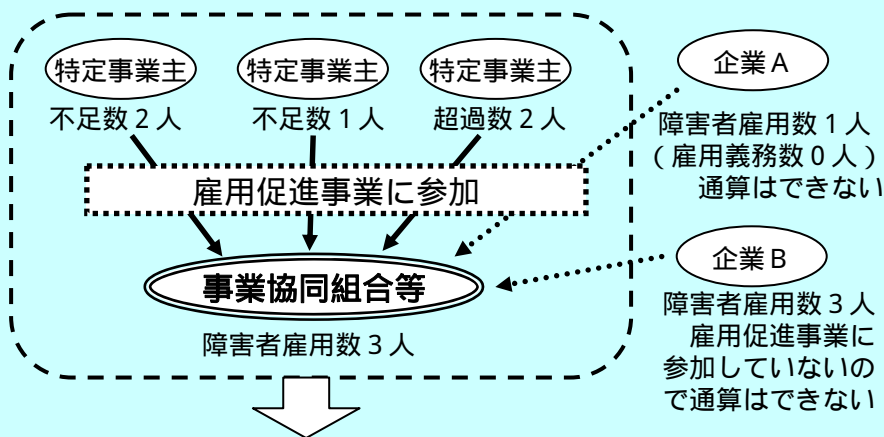 特定事業主
特定事業主
特定事業主
不足数2人
不足数1人
超過数2人
雇用促進事業に参加
事業協同組合等
障害者雇用数3人
企業A
障害者雇用数1人
(雇用義務数0人)
通算はできない
企業B
障害者雇用数3人
雇用促進事業に
参加していないの
で通算はできない